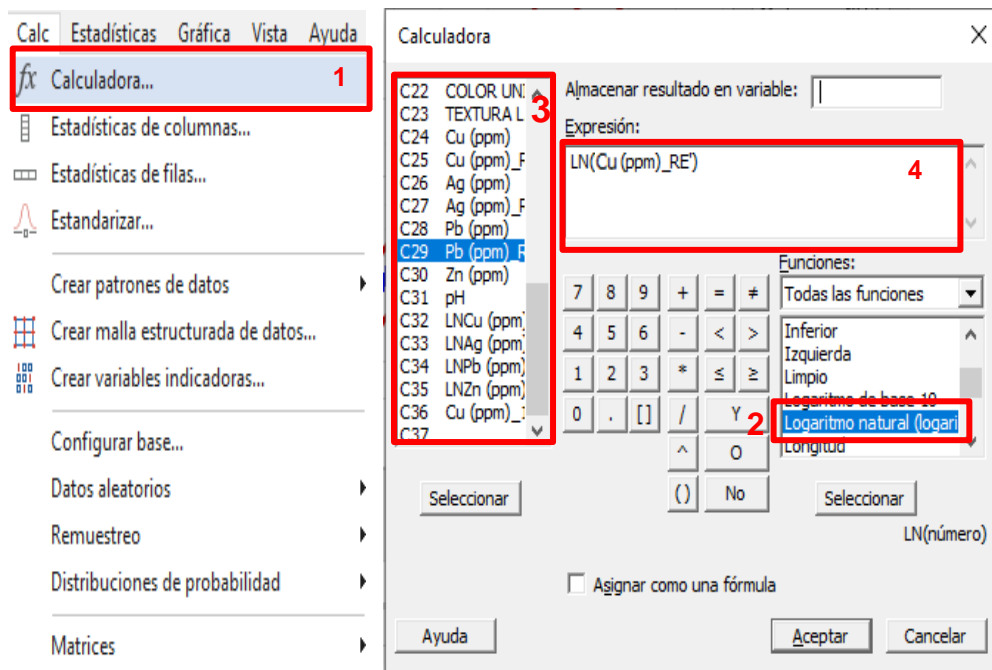 Calc Estadísticas Gráfica Vista Ayuda
fx Calculadora... 1
Estadísticas de columnas...
Estadísticas de filas...
Estandarizar...
Crear patrones de datos
Crear malla estructurada de datos...
Crear variables indicadoras...
Configurar base...
Datos aleatorios
Remuestreo
Distribuciones de probabilidad
Matrices
Calculadora
C22 COLOR UN
C23 TEXTURA L
C24 Cu (ppm)
C25 Cu (ppm)_F
C26 Ag (ppm)
C27 Ag (ppm)_F
C28 Pb (ppm)
C29 Pb (ppm)_R
C30 Zn (ppm)
C31 pH
C32 LNCu (ppm)
C33 LNAg (ppm)
C34 LNPb (ppm)
C35 LNZn (ppm)
C36 Cu (ppm)_
C37
3
Seleccionar
Almacenar resultado en variable:
Expresión:
LN(Cu (ppm)_RE')
4
7 8 9 + = ≠
4 5 6 - < >
1 2 3 * ≤ ≥
0 . [] / Y
^ O
() No
Funciones:
Todas las funciones
Inferior
Izquierda
Limpio
Logaritmo de base 10
2 Logaritmo natural (logari
Longitud
Seleccionar
LN(número)
Asignar como una fórmula
Ayuda
Aceptar
Cancelar